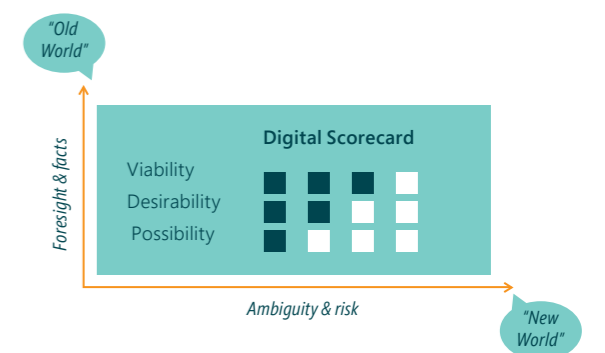 "Old
World"
Foresight & facts
Digital Scorecard
Viability
Desirability
Possibility
Ambiguity & risk
"New
World"